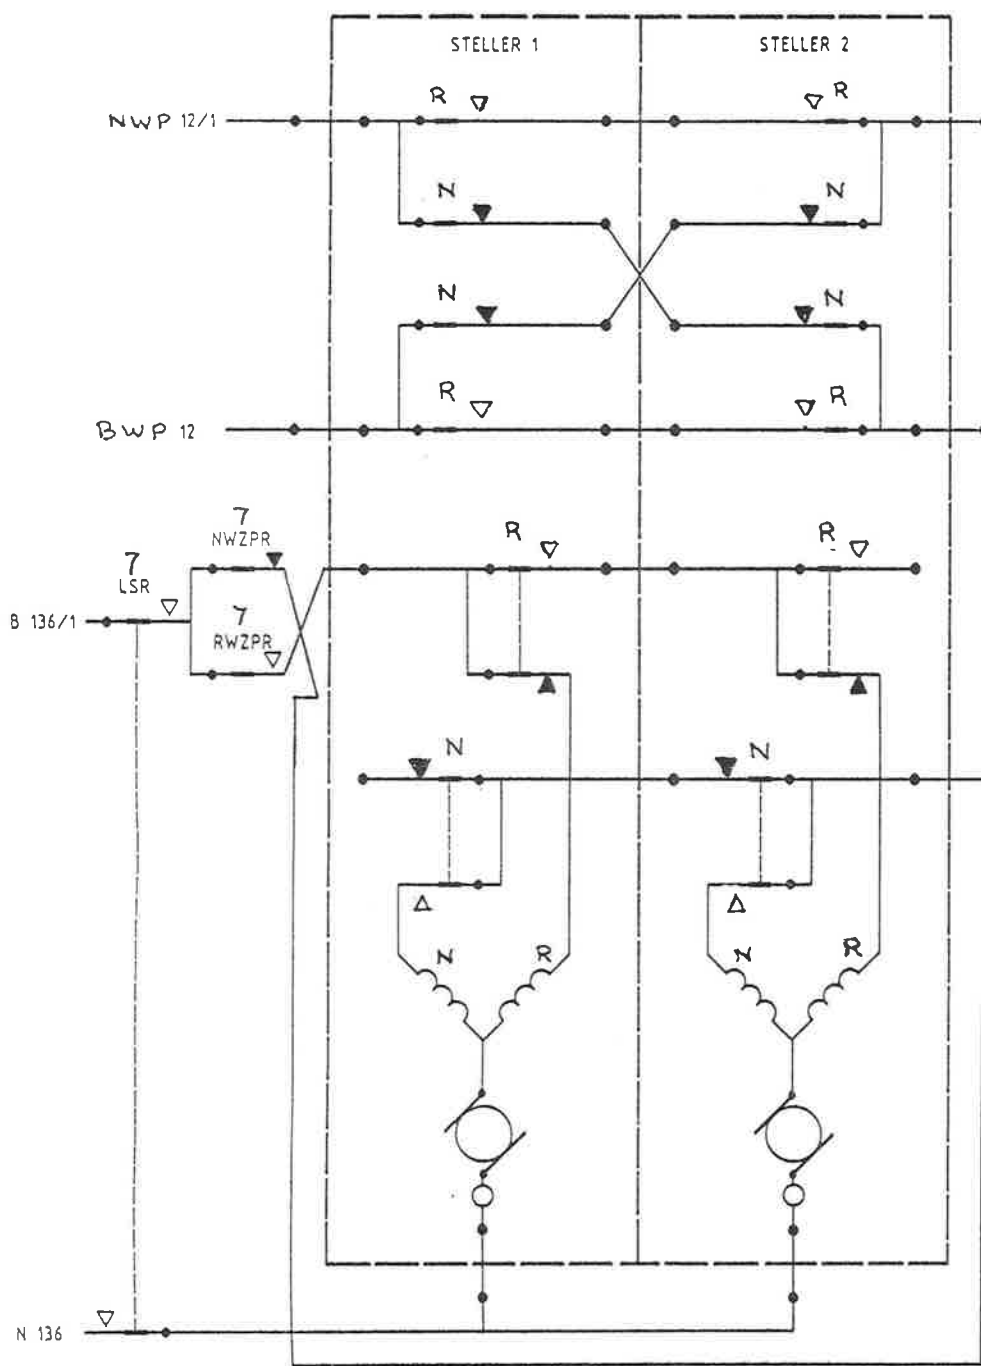 STELLER 1 STELLER 2
R R
NWP 12/1
N N
N N
R R
BWP 12
7
NWZPR
R R
7
LSR
7
B 136/1
RWZPR
N N
N R N R
N 136